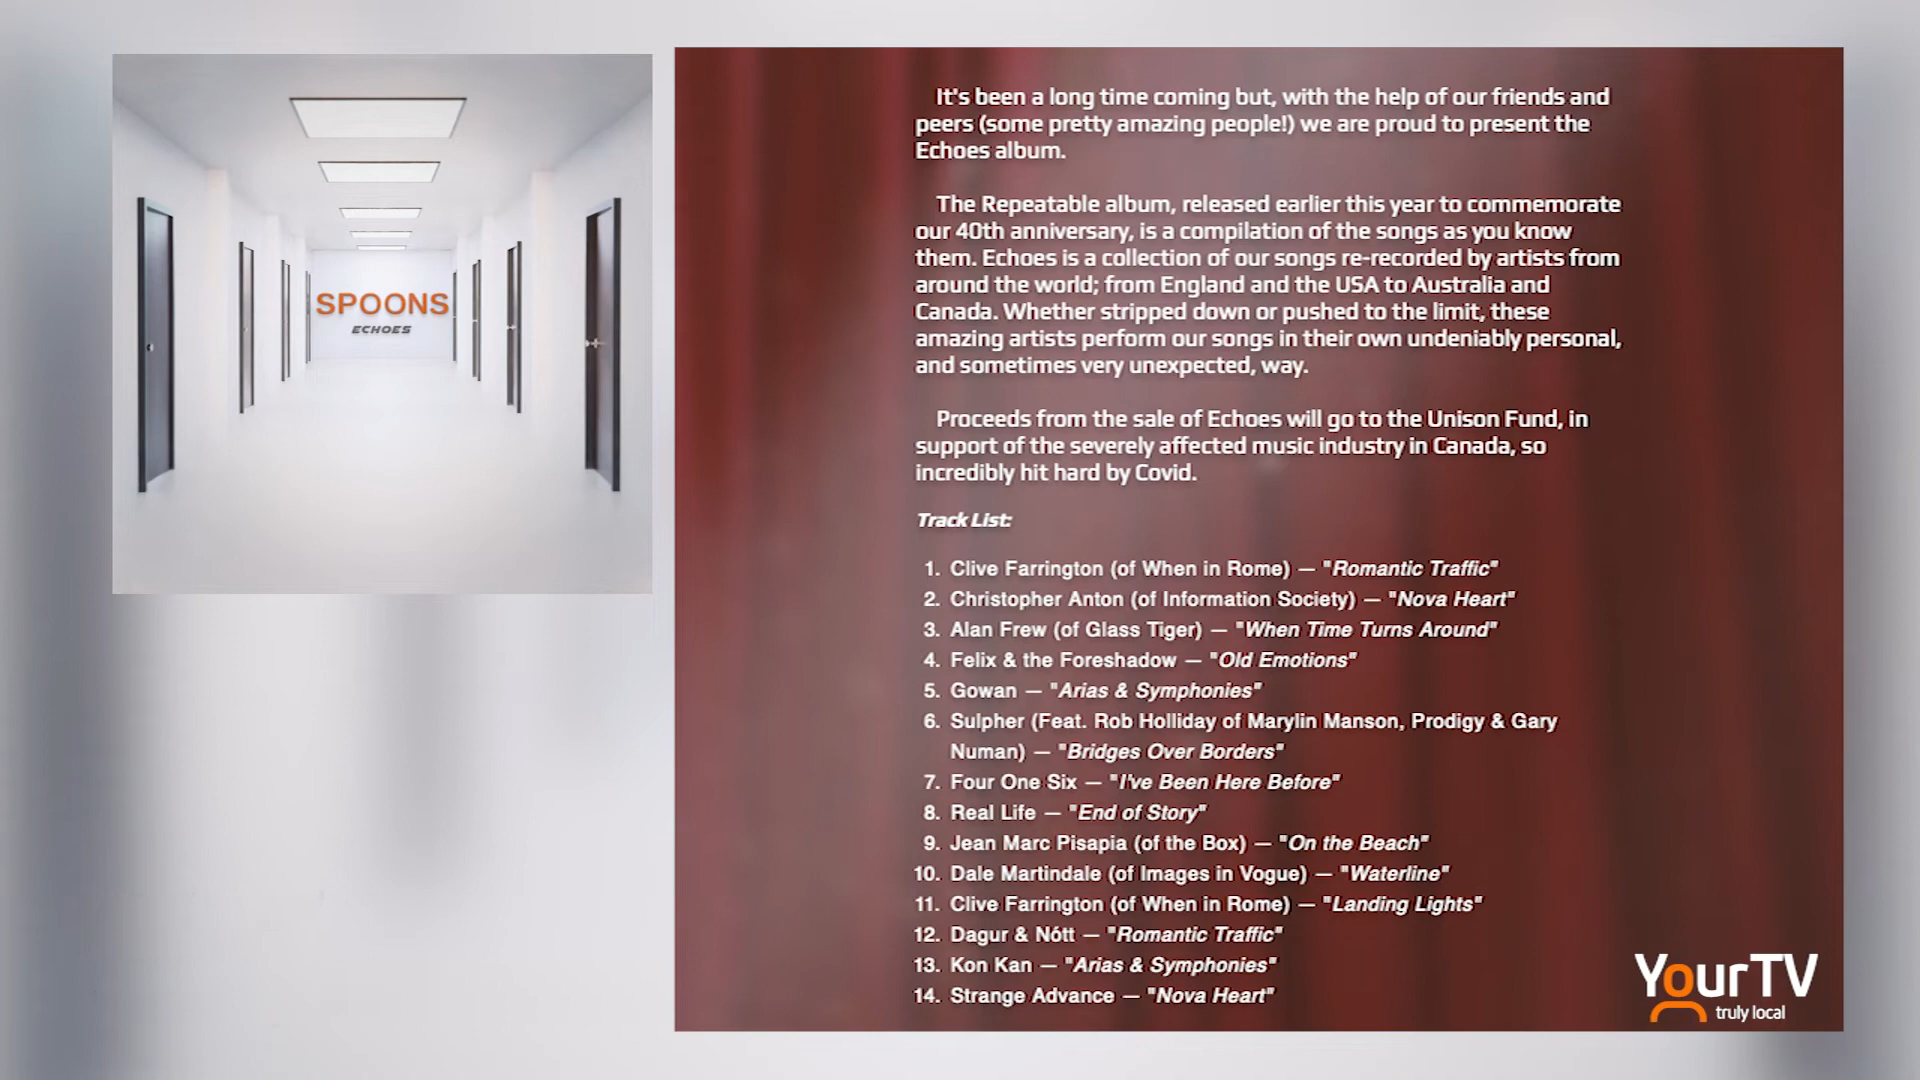 SPOONS
ECHOES
It's been a long time coming but, with the help of our friends and
peers (some pretty amazing people!) we are proud to present the
Echoes album.
The Repeatable album, released earlier this year to commemorate
our 40th anniversary, is a compilation of the songs as you know
them. Echoes is a collection of our songs re-recorded by artists from
around the world; from England and the USA to Australia and
Canada. Whether stripped down or pushed to the limit, these
amazing artists perform our songs in their own undeniably personal,
and sometimes very unexpected, way.
Proceeds from the sale of Echoes will go to the Unison Fund, in
support of the severely affected music industry in Canada, so
incredibly hit hard by Covid.
Track List:
1. Clive Farrington (of When in Rome) — "Romantic Traffic"
2. Christopher Anton (of Information Society) — "Nova Heart"
3. Alan Frew (of Glass Tiger) — "When Time Turns Around"
4. Felix & the Foreshadow — "Old Emotions"
5. Gowan — "Arias & Symphonies"
6. Sulpher (Feat. Rob Holliday of Marylin Manson, Prodigy & Gary
Numan) — "Bridges Over Borders"
7. Four One Six — "I've Been Here Before"
8. Real Life — "End of Story"
9. Jean Marc Pisapia (of the Box) — "On the Beach"
10. Dale Martindale (of Images in Vogue) — "Waterline"
11. Clive Farrington (of When in Rome) — "Landing Lights"
12. Dagur & Nótt — "Romantic Traffic"
13. Kon Kan — "Arias & Symphonies"
14. Strange Advance — "Nova Heart"
YourTV
truly local